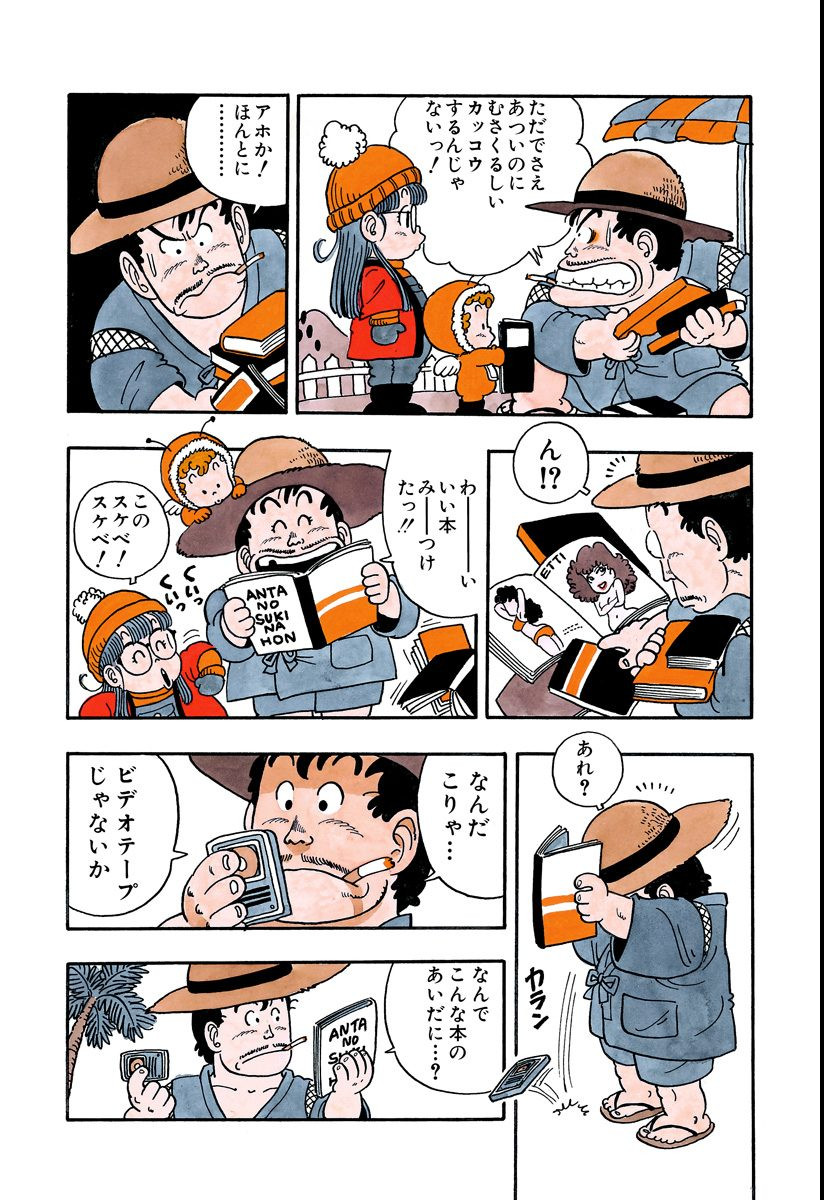 ただでさえ
あついのに
むさくるしい
カッコウ
するんじゃ
ないっ!
アホか!
ほんとに
…………
ん!?
ETTI
わ――い
いい本
み――つけ
たっ!!
ANTA
NO
SUKI
NA
HON
この
スケベ!
スケベ!
くいっ
くいっ
あれ?
カラン
なんだ
こりゃ…
ビデオテープ
じゃないか
なんで
こんな本の
あいだに…?
ANTA
NO